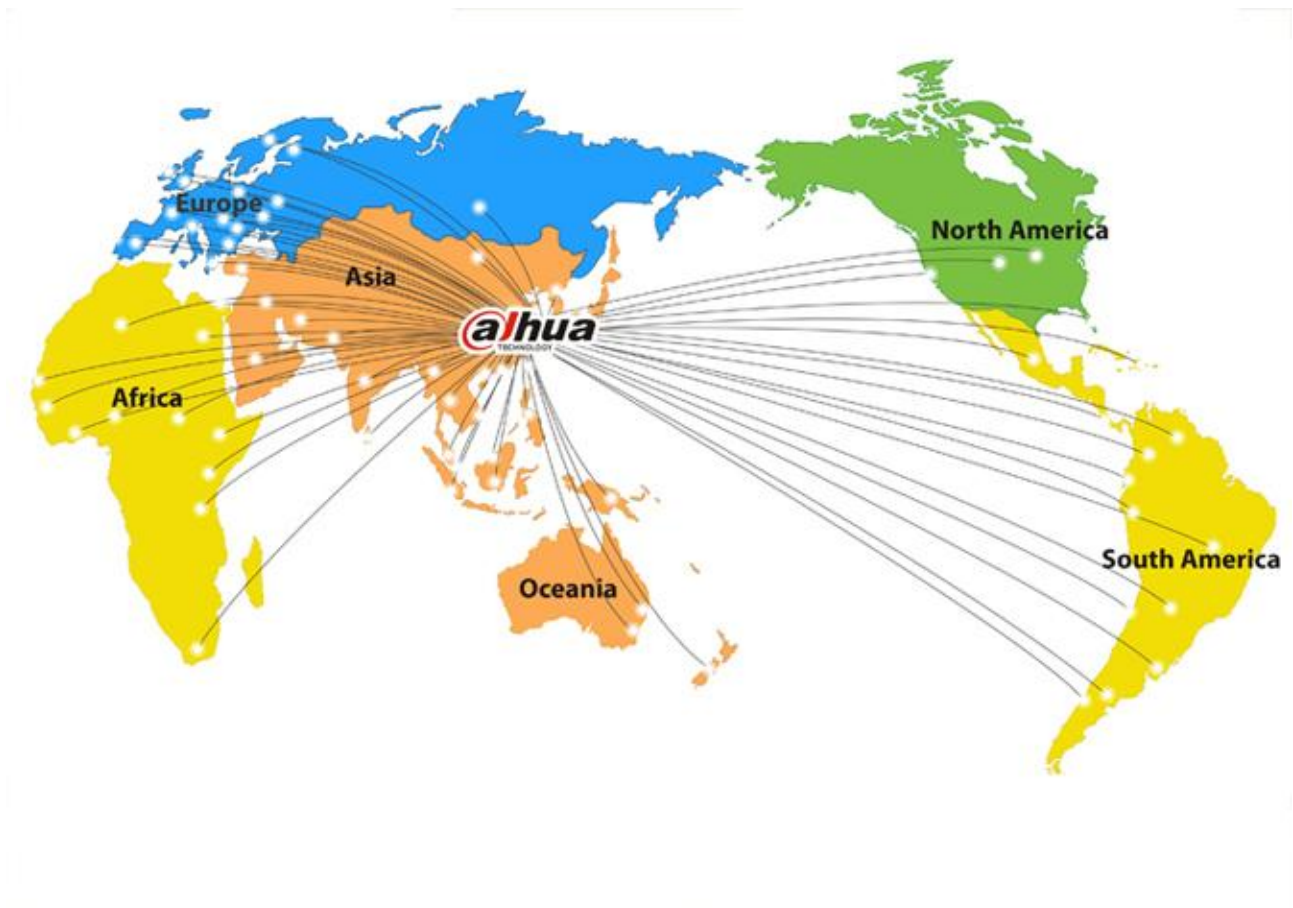 Europe
North America
Asia
alhua
TECHNOLOGY
Africa
South America
Oceania